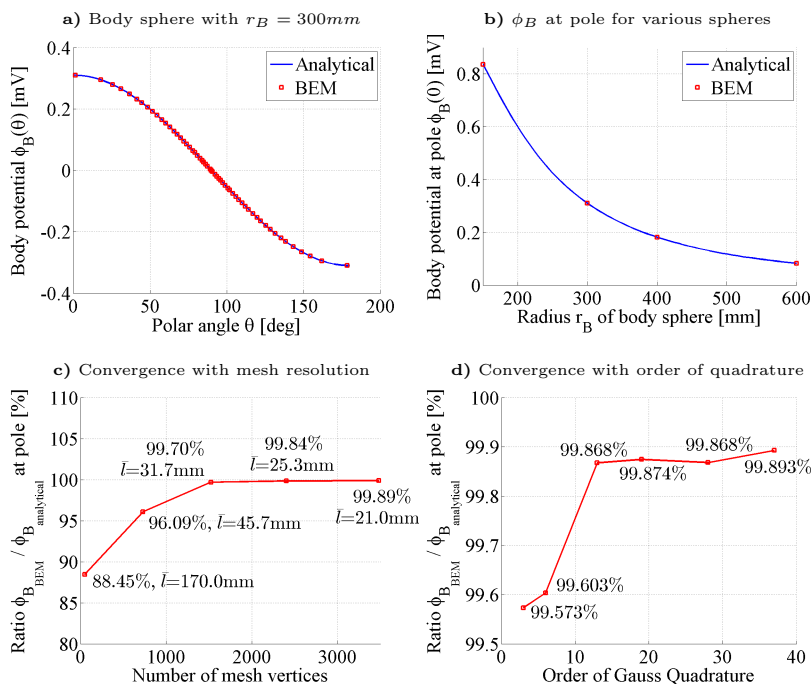 a) Body sphere with r_B = 300mm
Body potential ϕ_B(θ) [mV]
0.4
0.2
0
-0.2
-0.4
0
50
100
150
200
Polar angle θ [deg]
Analytical
BEM
b) ϕ_B at pole for various spheres
Body potential at pole ϕ_B(0) [mV]
0.8
0.6
0.4
0.2
0
200
300
400
500
600
Radius r_B of body sphere [mm]
Analytical
BEM
c) Convergence with mesh resolution
Ratio ϕ_B_BEM / ϕ_B_analytical at pole [%]
110
105
100
95
90
85
80
99.70%
l̄=31.7mm
99.84%
l̄=25.3mm
99.89%
l̄=21.0mm
96.09%, l̄=45.7mm
88.45%, l̄=170.0mm
1000
2000
3000
Number of mesh vertices
d) Convergence with order of quadrature
Ratio ϕ_B_BEM / ϕ_B_analytical at pole [%]
100
99.9
99.8
99.7
99.6
99.5
99.868%
99.868%
99.874%
99.893%
99.603%
99.573%
0
10
20
30
40
Order of Gauss Quadrature